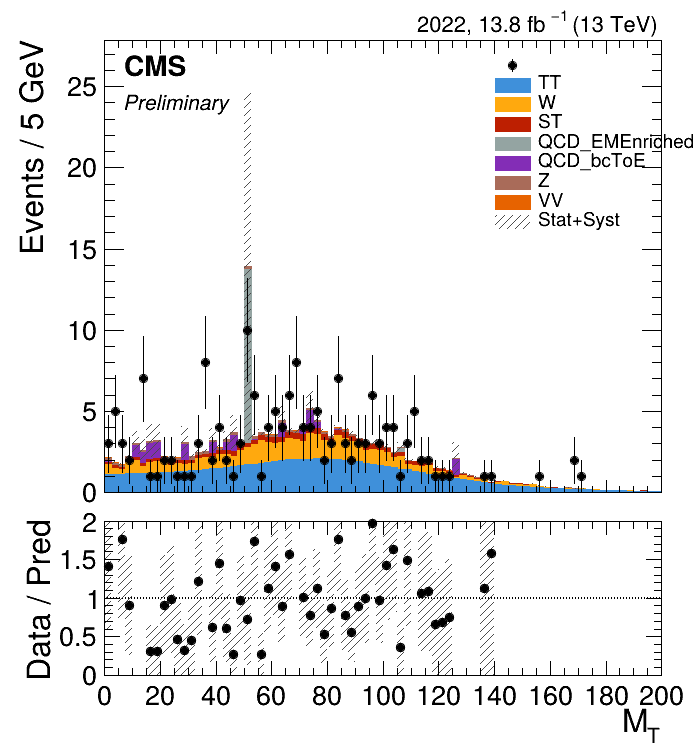 2022, 13.8 fb⁻¹ (13 TeV)
CMS
Preliminary
TT
W
ST
QCD_EMEnriched
QCD_bcToE
Z
VV
Stat+Syst
Events / 5 GeV
25
20
15
10
5
0
Data / Pred
2
1.5
1
0.5
0
0 20 40 60 80 100 120 140 160 180 200
M_T